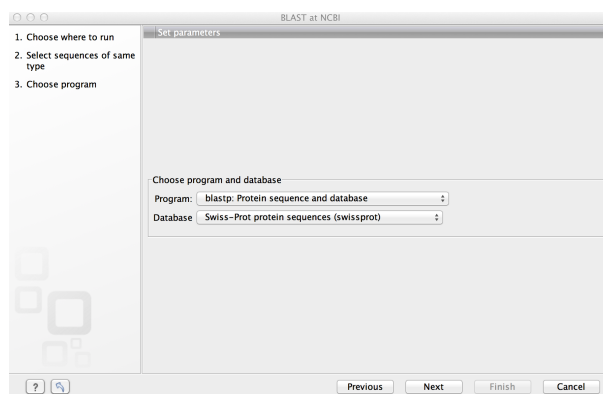 BLAST at NCBI
1. Choose where to run
2. Select sequences of same
type
3. Choose program
Set parameters
Choose program and database
Program: blastp: Protein sequence and database
Database Swiss-Prot protein sequences (swissprot)
? Previous Next Finish Cancel